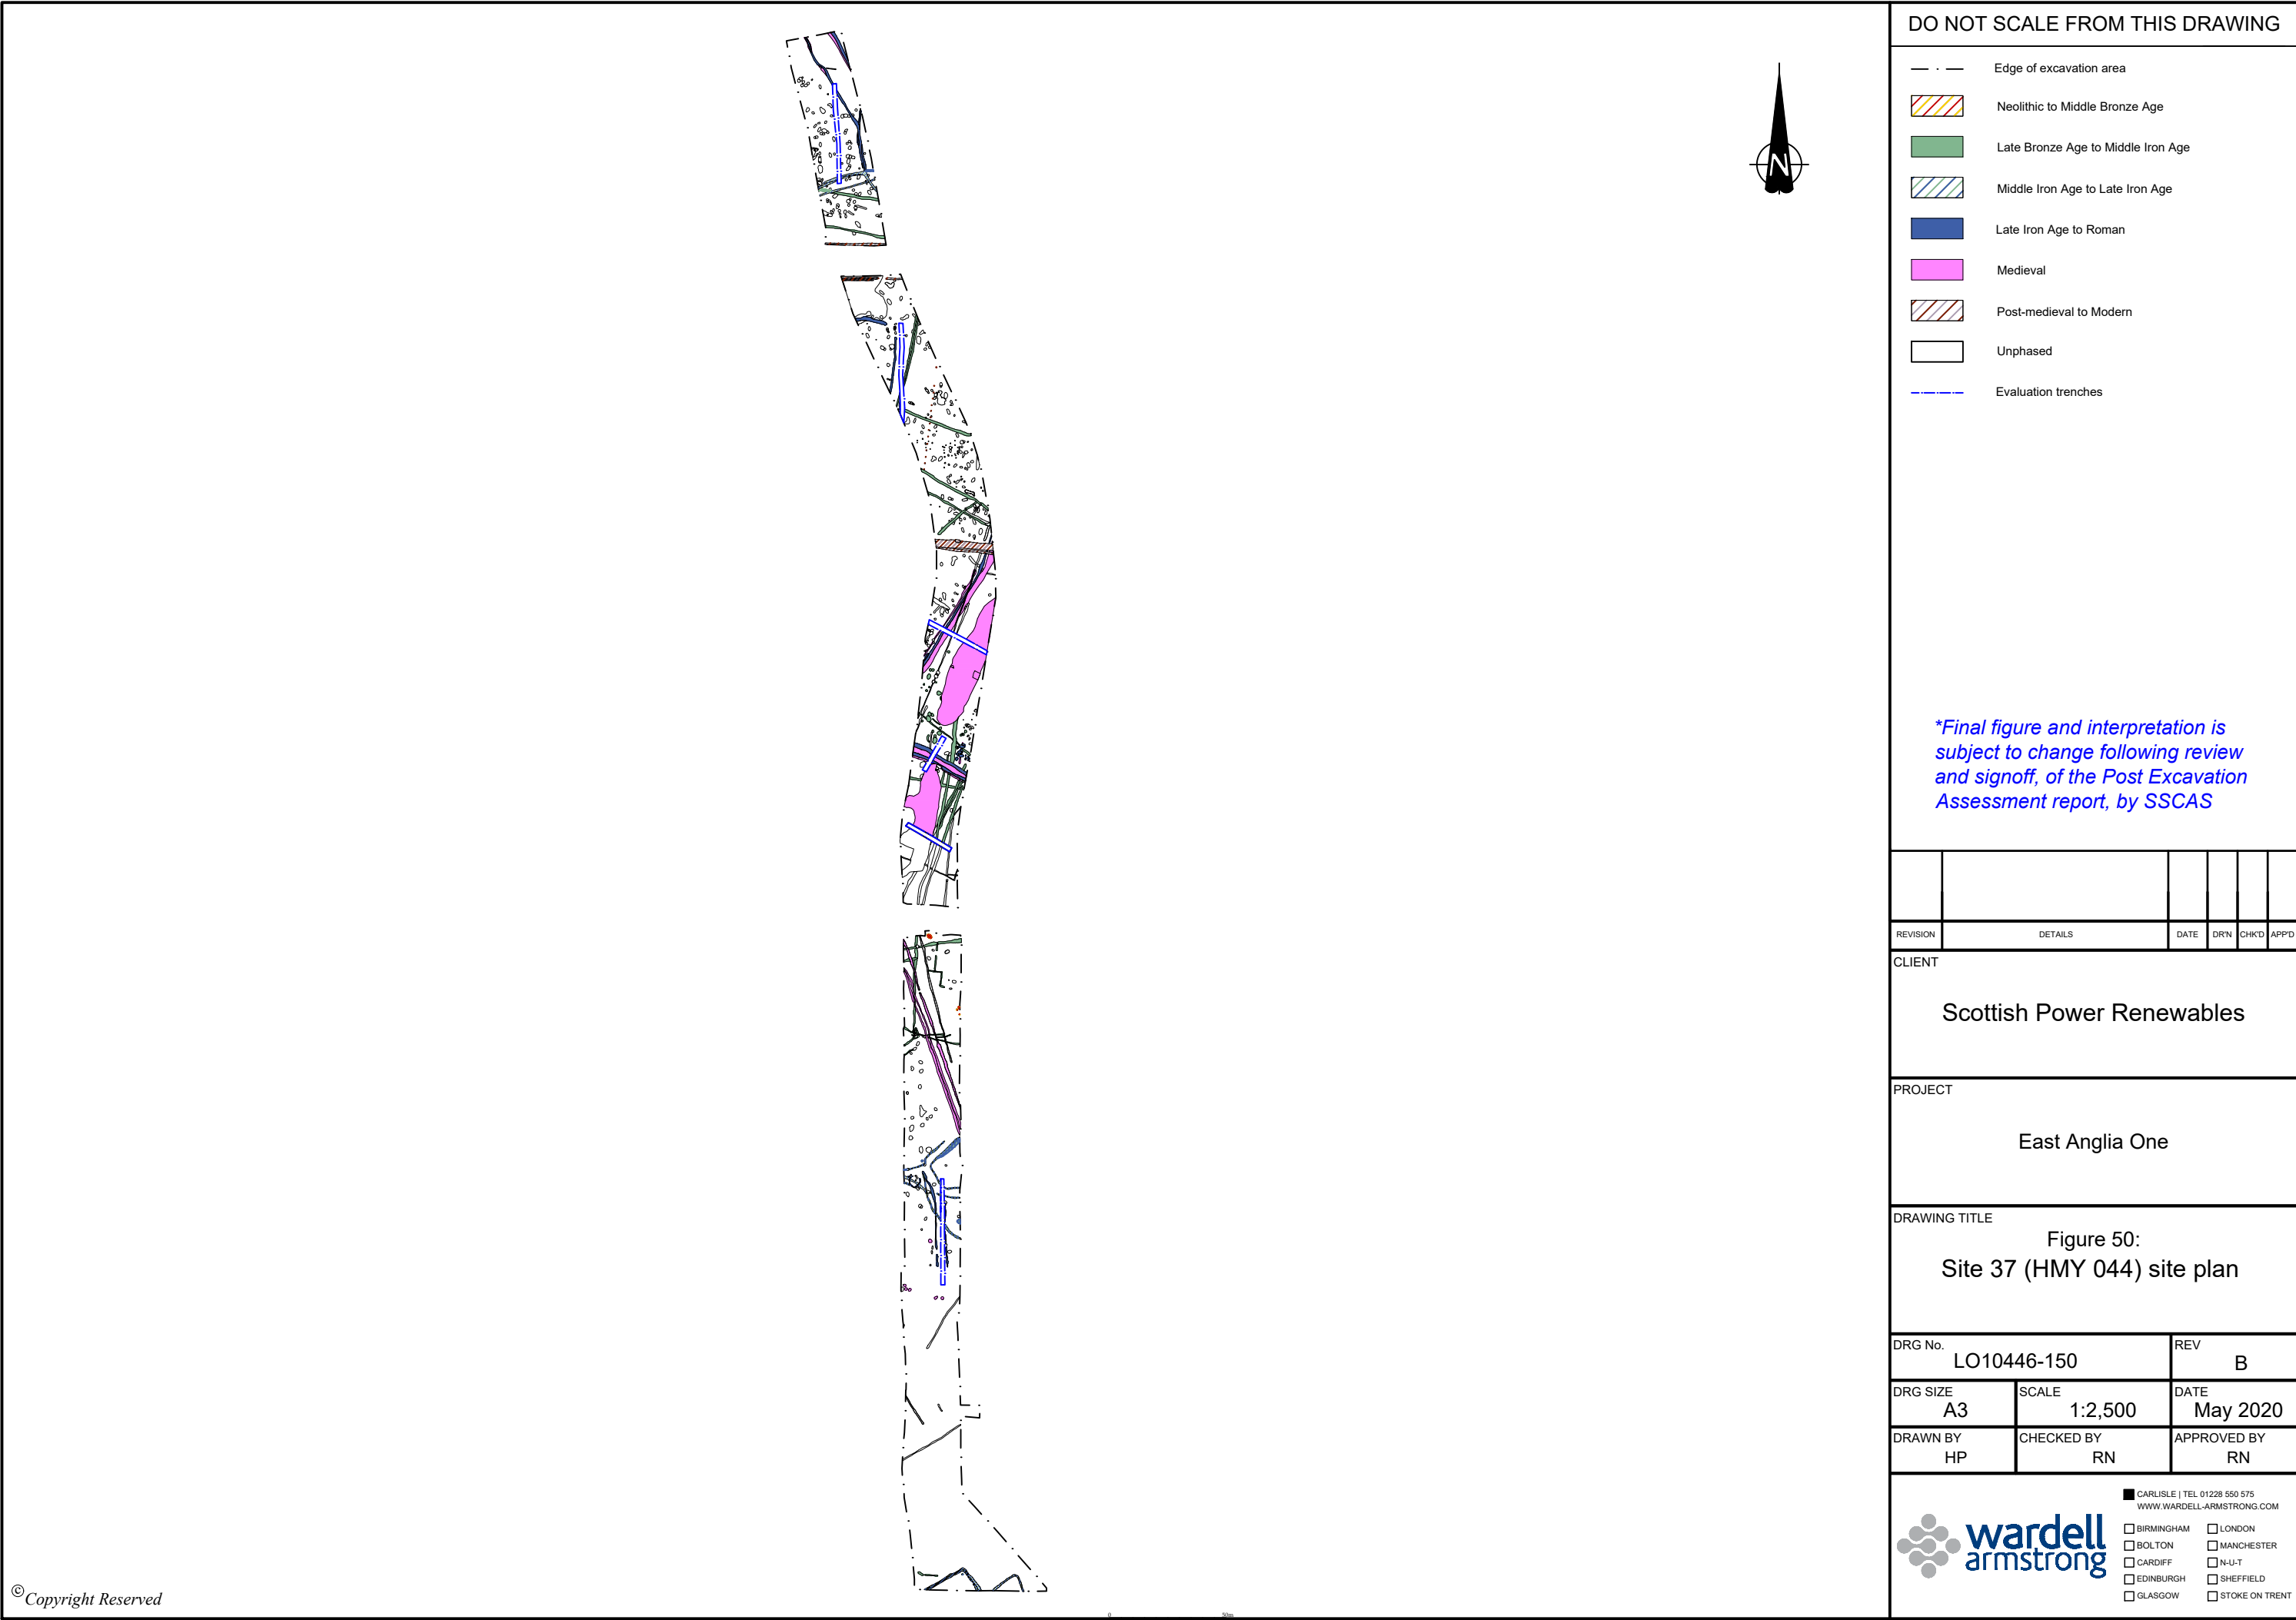 DO NOT SCALE FROM THIS DRAWING
Edge of excavation area
Neolithic to Middle Bronze Age
Late Bronze Age to Middle Iron Age
Middle Iron Age to Late Iron Age
Late Iron Age to Roman
Medieval
Post-medieval to Modern
Unphased
Evaluation trenches
N
*Final figure and interpretation is
subject to change following review
and signoff, of the Post Excavation
Assessment report, by SSCAS
REVISION DETAILS DATE DR'N CHK'D APP'D
CLIENT
Scottish Power Renewables
PROJECT
East Anglia One
DRAWING TITLE
Figure 50:
Site 37 (HMY 044) site plan
DRG No. REV
LO10446-150 B
DRG SIZE SCALE DATE
A3 1:2,500 May 2020
DRAWN BY CHECKED BY APPROVED BY
HP RN RN
wardell
armstrong
CARLISLE | TEL 01228 550 575
WWW.WARDELL-ARMSTRONG.COM
BIRMINGHAM LONDON
BOLTON MANCHESTER
CARDIFF N-U-T
EDINBURGH SHEFFIELD
GLASGOW STOKE ON TRENT
©Copyright Reserved
0 50m